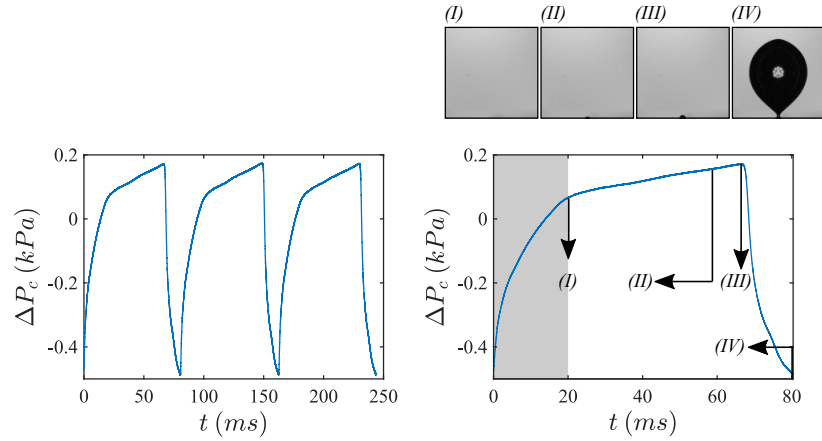 (I) (II) (III) (IV)
0.2
0
-0.2
-0.4
ΔP_c (kPa)
0 50 100 150 200 250
t (ms)
0.2
0
-0.2
-0.4
ΔP_c (kPa)
(I)
(II)
(III)
(IV)
0 20 40 60 80
t (ms)